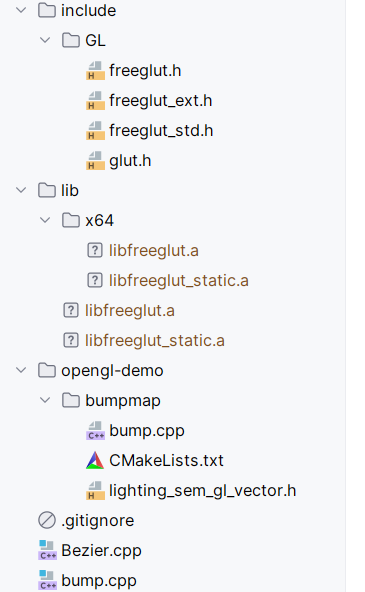 include
GL
freeglut.h
freeglut_ext.h
freeglut_std.h
glut.h
lib
x64
libfreeglut.a
libfreeglut_static.a
libfreeglut.a
libfreeglut_static.a
opengl-demo
bumpmap
bump.cpp
CMakeLists.txt
lighting_sem_gl_vector.h
.gitignore
Bezier.cpp
bump.cpp